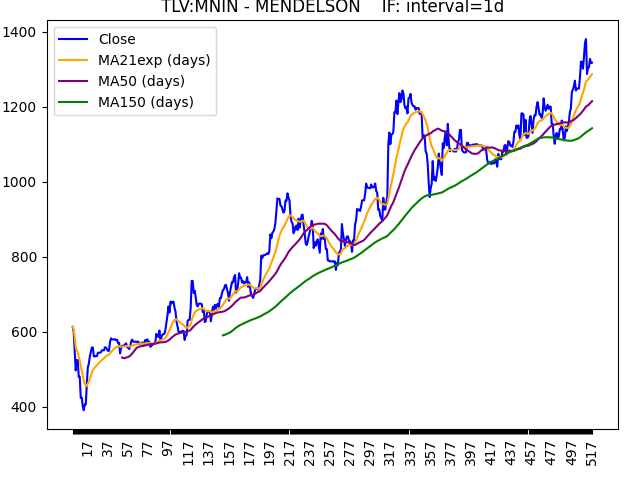 TLV:MNIN - MENDELSON    IF: interval=1d
1400
1200
1000
800
600
400
Close
MA21exp (days)
MA50 (days)
MA150 (days)
17 37 57 77 97 117 137 157 177 197 217 237 257 277 297 317 337 357 377 397 417 437 457 477 497 517